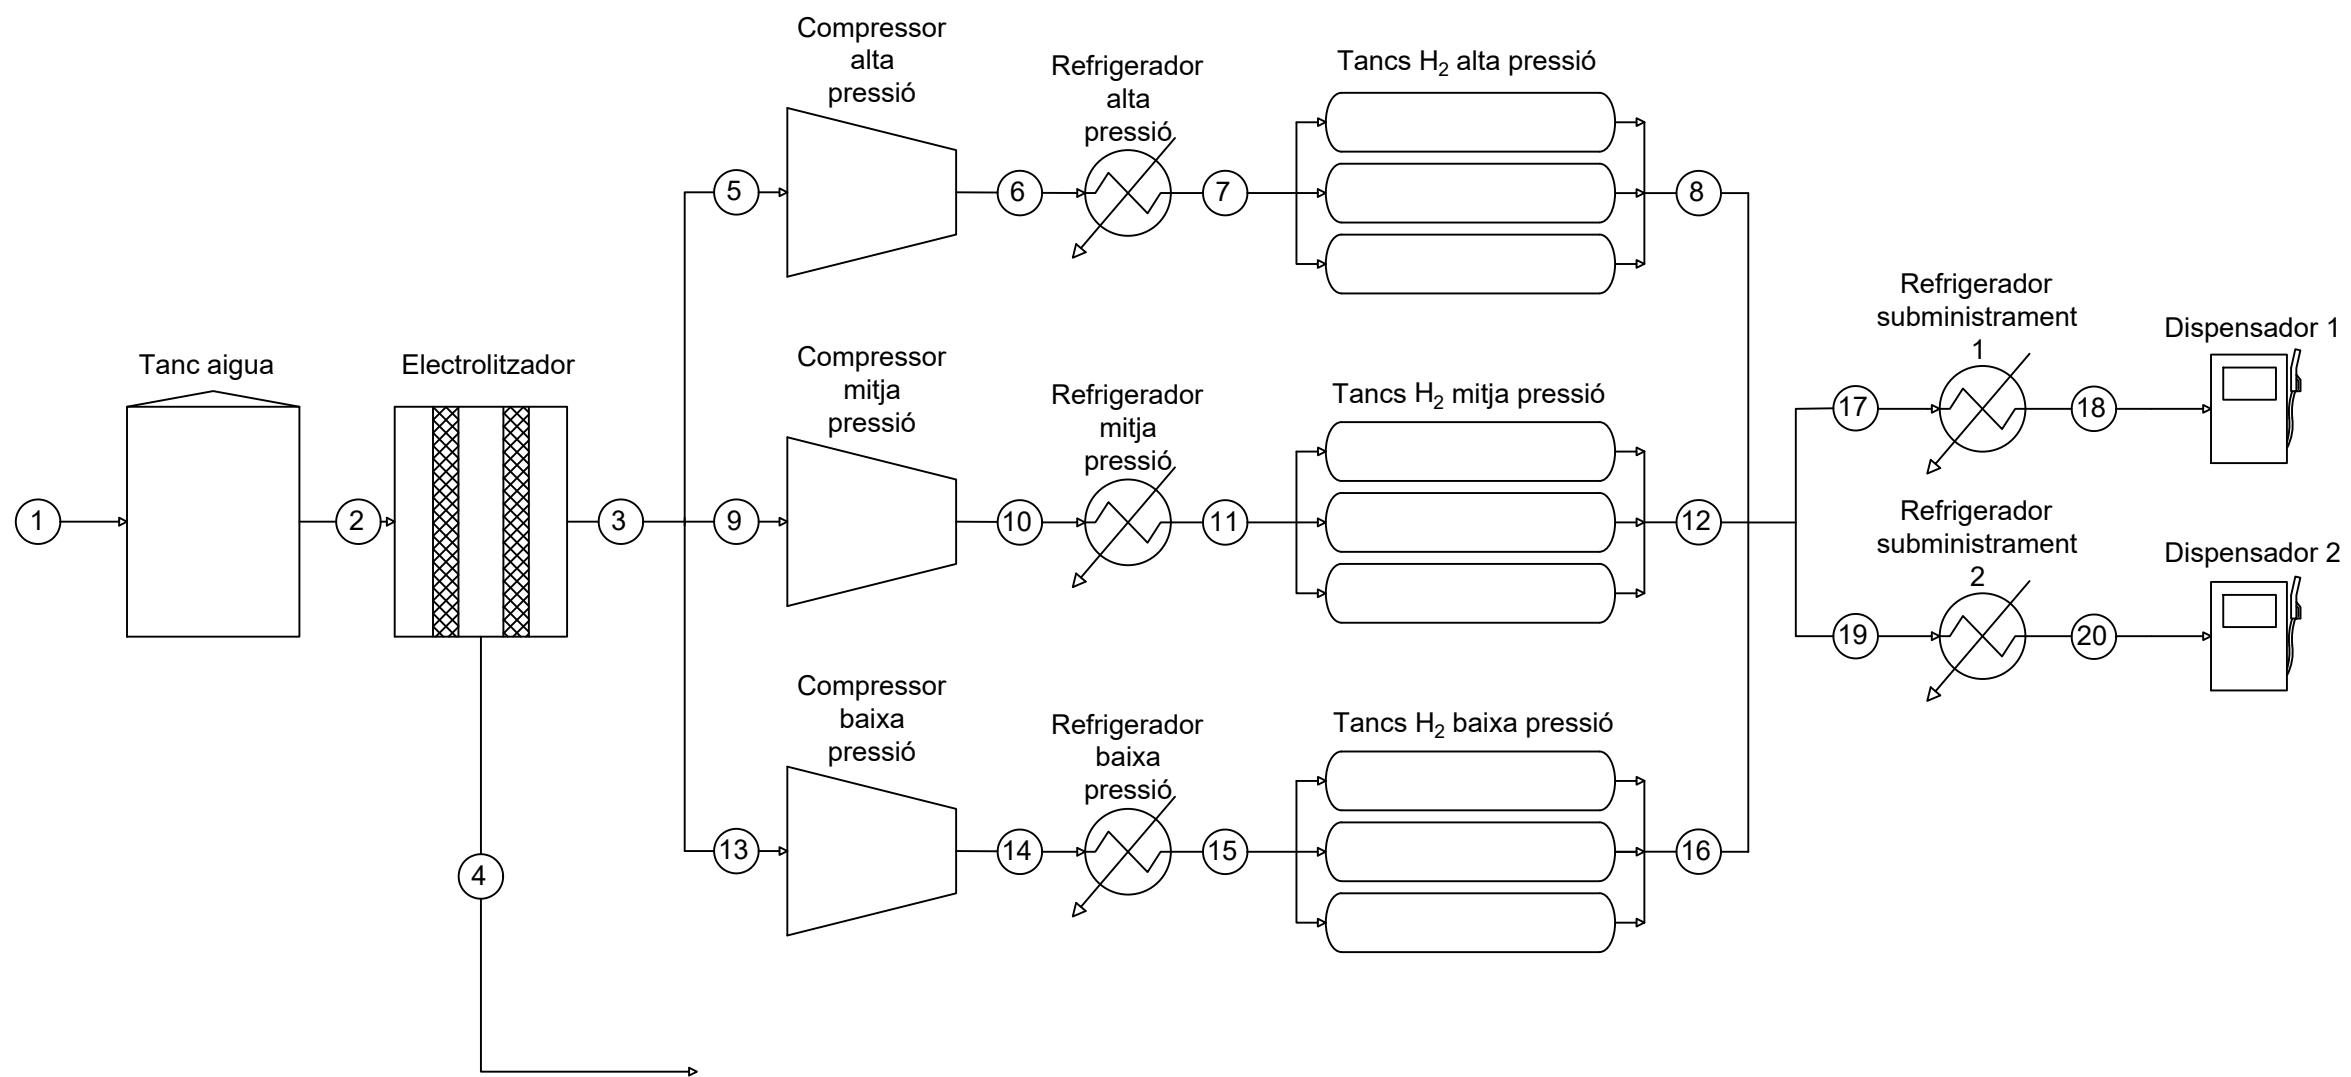 Compressor
alta
pressió
Refrigerador
alta
pressió
Tancs H₂ alta pressió
5
6
7
8
Tanc aigua
Electrolitzador
1
2
3
4
Compressor
mitja
pressió
Refrigerador
mitja
pressió
Tancs H₂ mitja pressió
9
10
11
12
Compressor
baixa
pressió
Refrigerador
baixa
pressió
Tancs H₂ baixa pressió
13
14
15
16
Refrigerador
subministrament
1
Dispensador 1
17
18
Refrigerador
subministrament
2
Dispensador 2
19
20